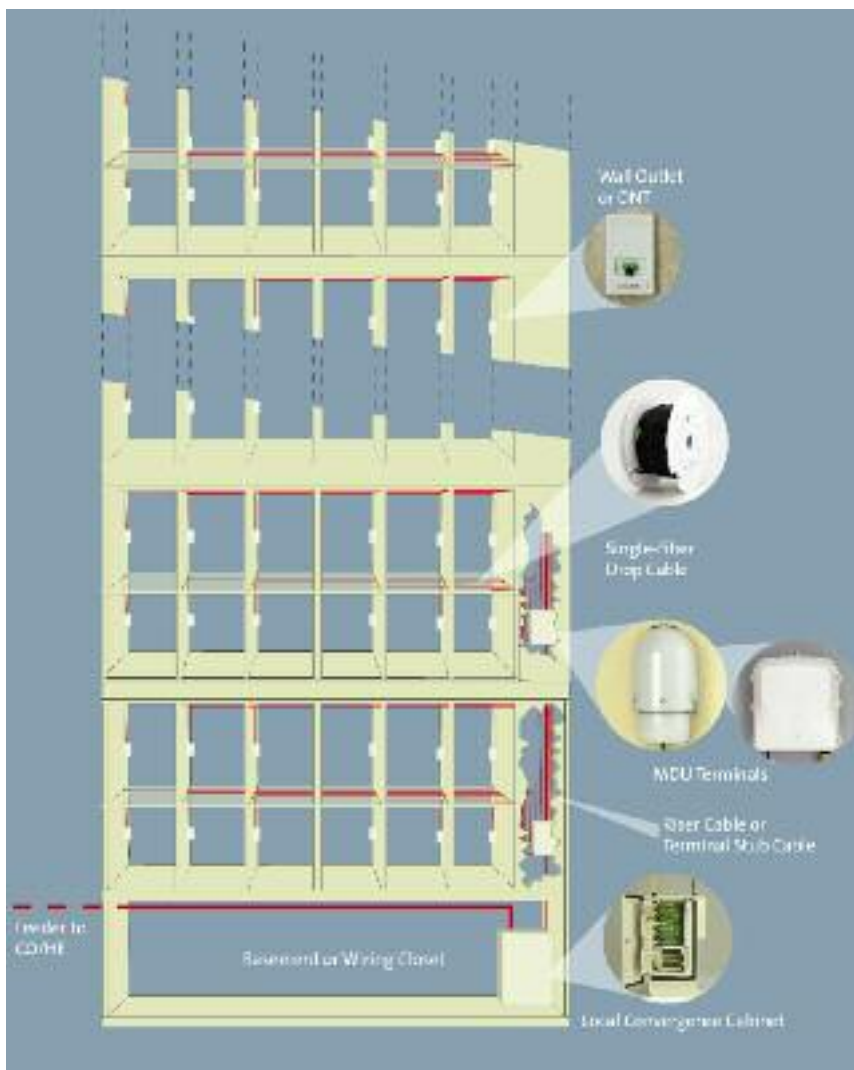 Wall Outlet
or ONT
Single-Fiber
Drop Cable
MDU Terminals
Riser Cable or
Terminal Stub Cable
Feeder to
CO/HE
Basement or Wiring Closet
Local Convergence Cabinet